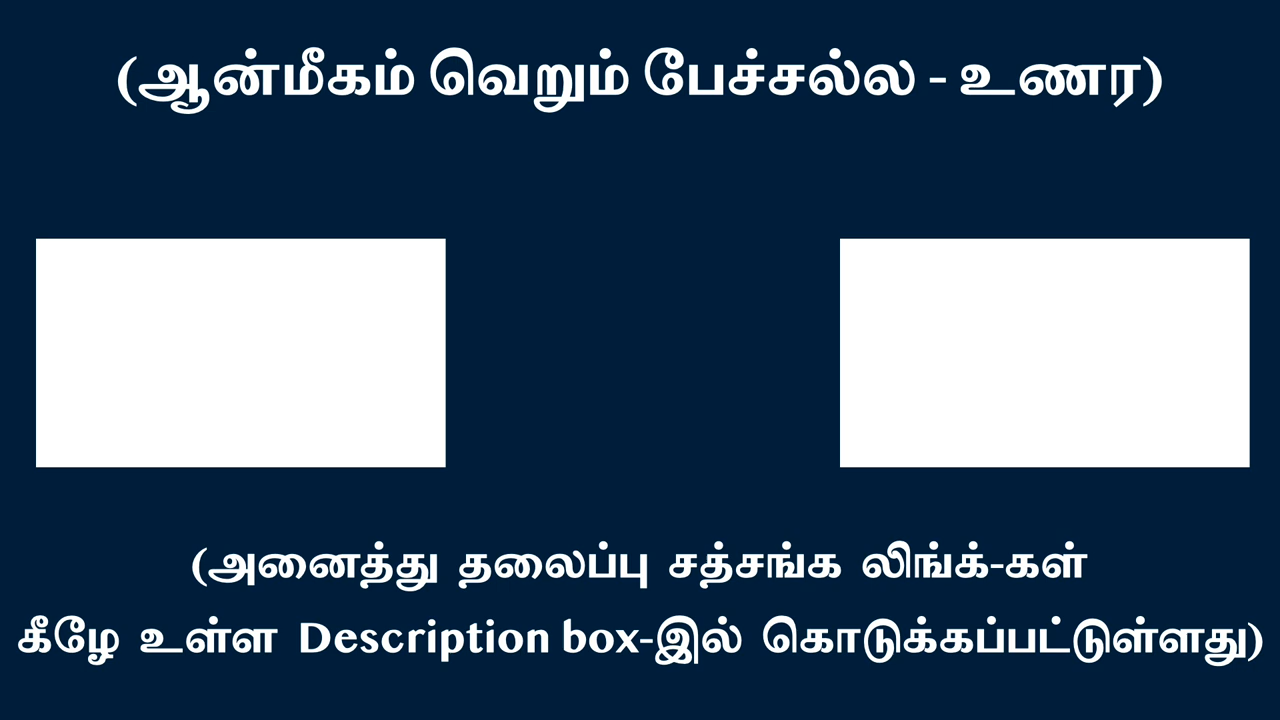 (ஆன்மீகம் வெறும் பேச்சல்ல - உணர)
(அனைத்து தலைப்பு சத்சங்க லிங்க்-கள்
கீழே உள்ள Description box-இல் கொடுக்கப்பட்டுள்ளது)